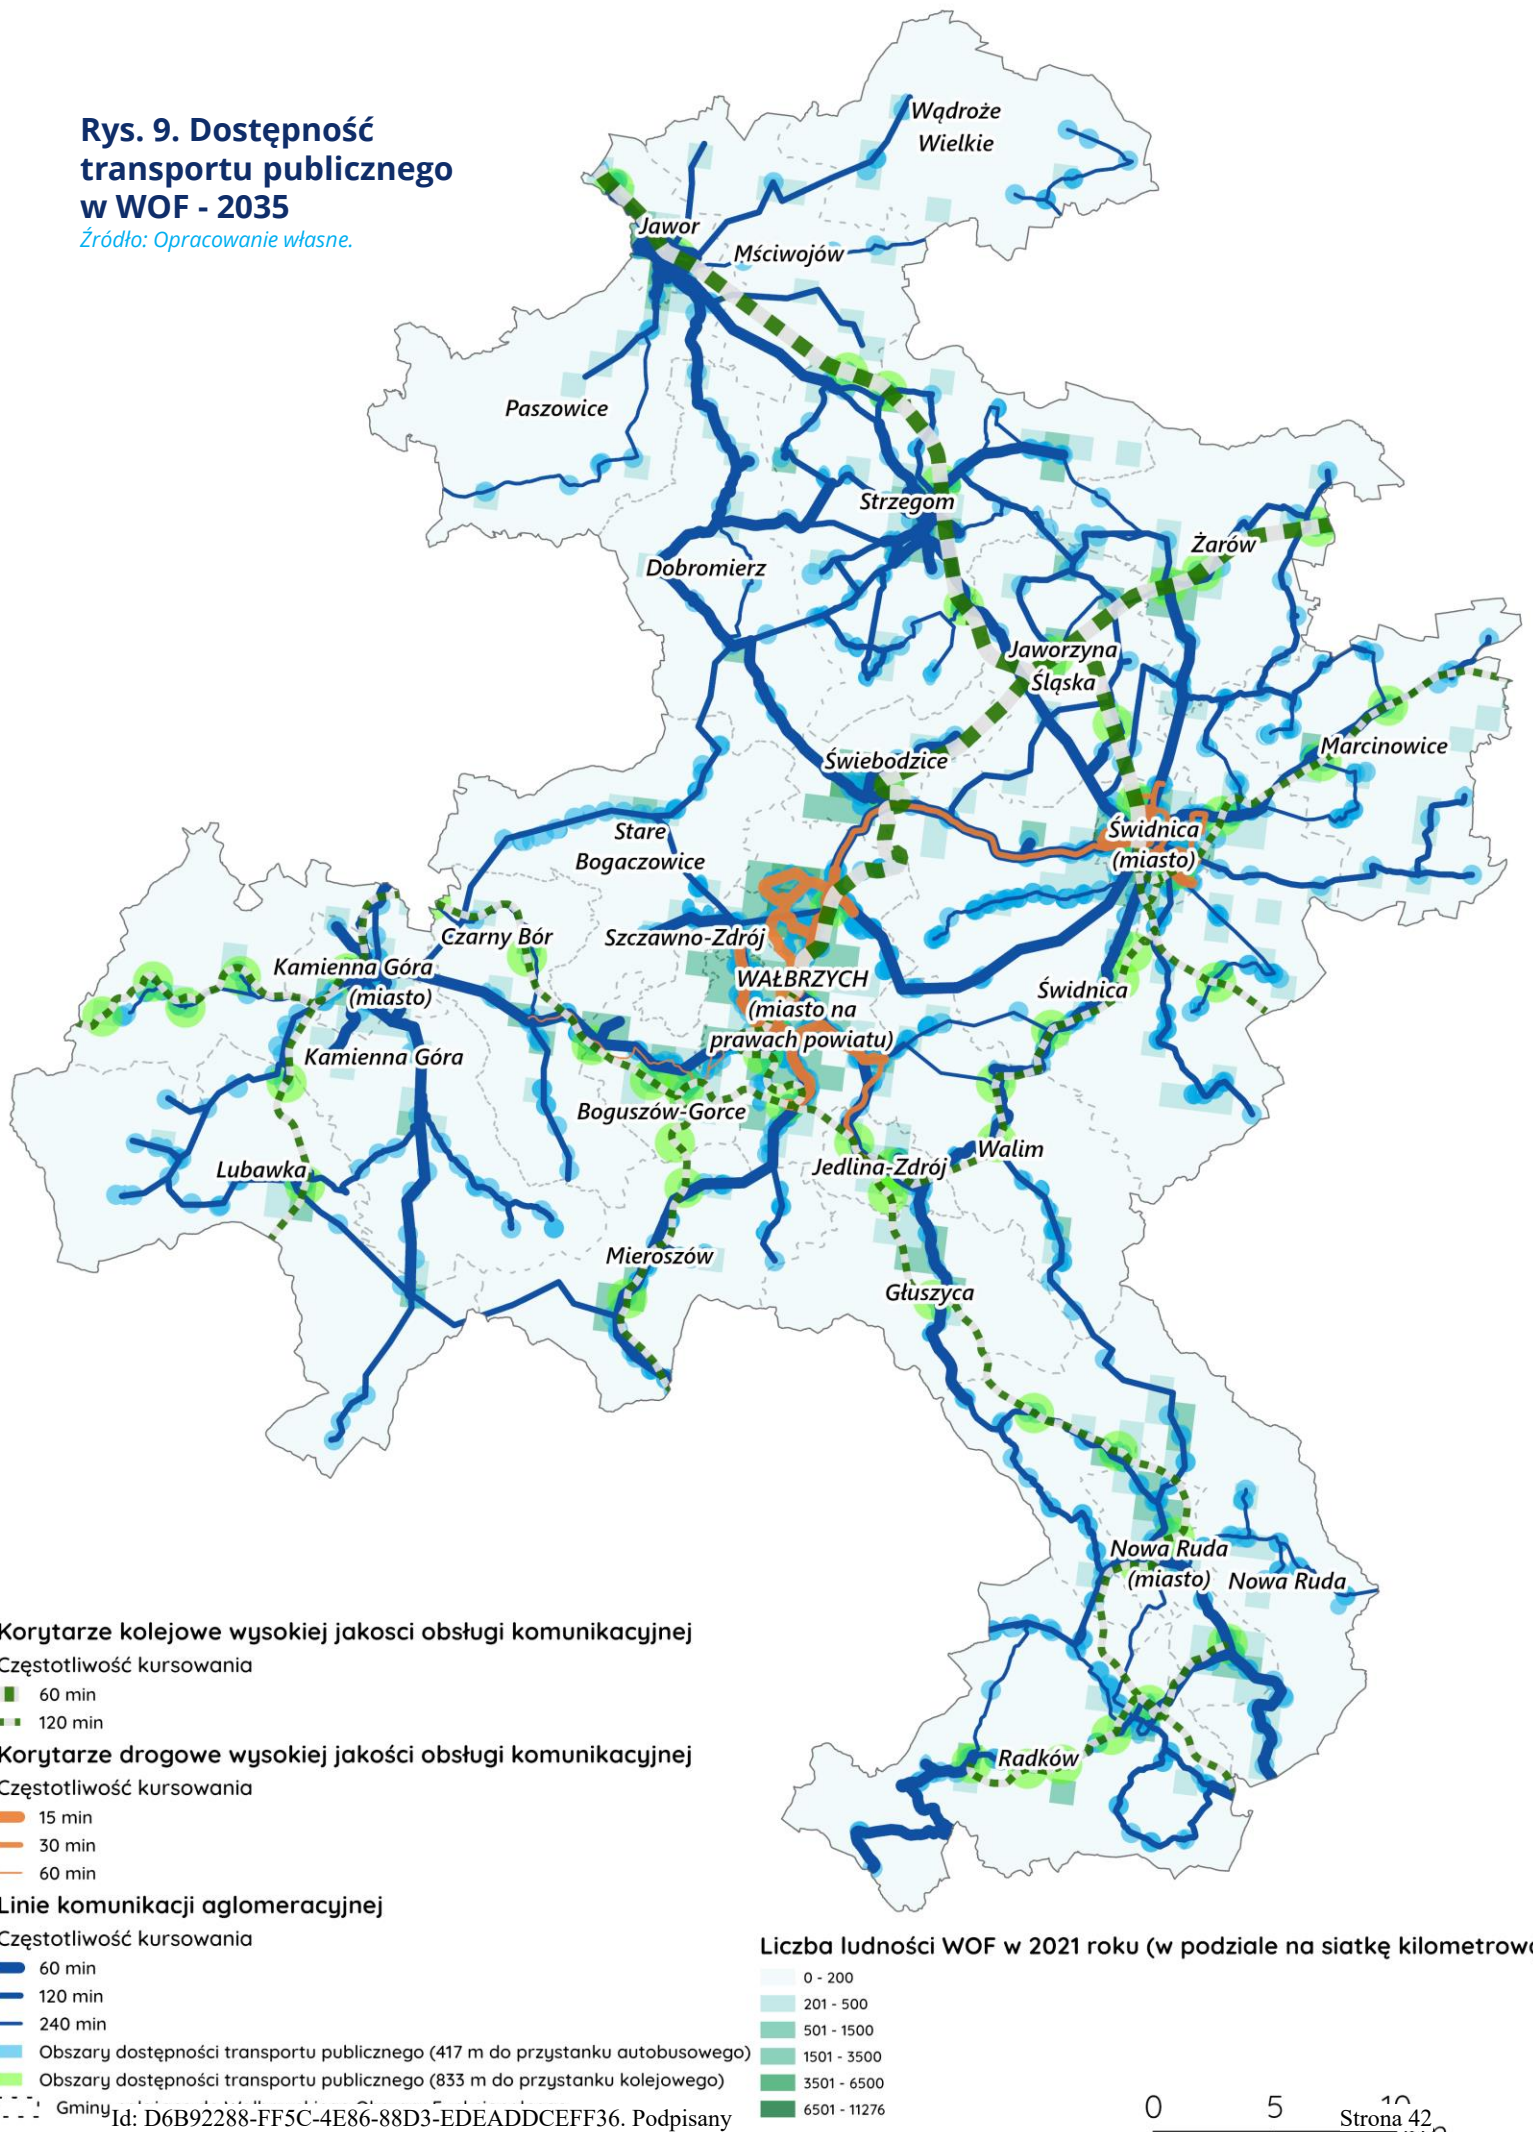 Rys. 9. Dostępność
transportu publicznego
w WOF - 2035
Źródło: Opracowanie własne.
Wądroże
Wielkie
Jawor
Mściwojów
Paszowice
Strzegom
Żarów
Dobromierz
Jaworzyna
Śląska
Marcinowice
Świebodzice
Stare
Bogaczowice
Świdnica
(miasto)
Czarny Bór
Szczawno-Zdrój
Kamienna Góra
(miasto)
WAŁBRZYCH
(miasto na
prawach powiatu)
Świdnica
Kamienna Góra
Boguszów-Gorce
Walim
Lubawka
Jedlina-Zdrój
Mieroszów
Głuszyca
Nowa Ruda
(miasto)
Nowa Ruda
Radków
Korytarze kolejowe wysokiej jakosci obsługi komunikacyjnej
Częstotliwość kursowania
60 min
120 min
Korytarze drogowe wysokiej jakości obsługi komunikacyjnej
Częstotliwość kursowania
15 min
30 min
60 min
Linie komunikacji aglomeracyjnej
Częstotliwość kursowania
60 min
120 min
240 min
Obszary dostępności transportu publicznego (417 m do przystanku autobusowego)
Obszary dostępności transportu publicznego (833 m do przystanku kolejowego)
Gminy
Liczba ludności WOF w 2021 roku (w podziale na siatkę
0 - 200
201 - 500
501 - 1500
1501 - 3500
3501 - 6500
6501 - 11276
0 5 10
Id: D6B92288-FF5C-4E86-88D3-EDEADDCEFF36. Podpisany
Strona 42